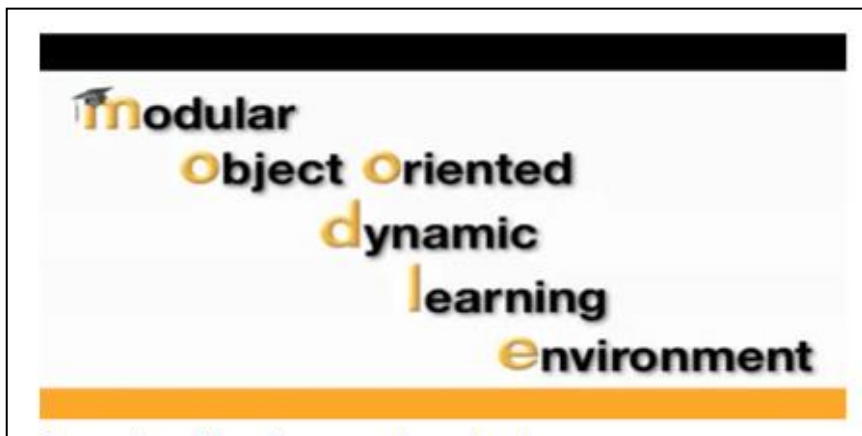 modular
object oriented
dynamic
learning
environment